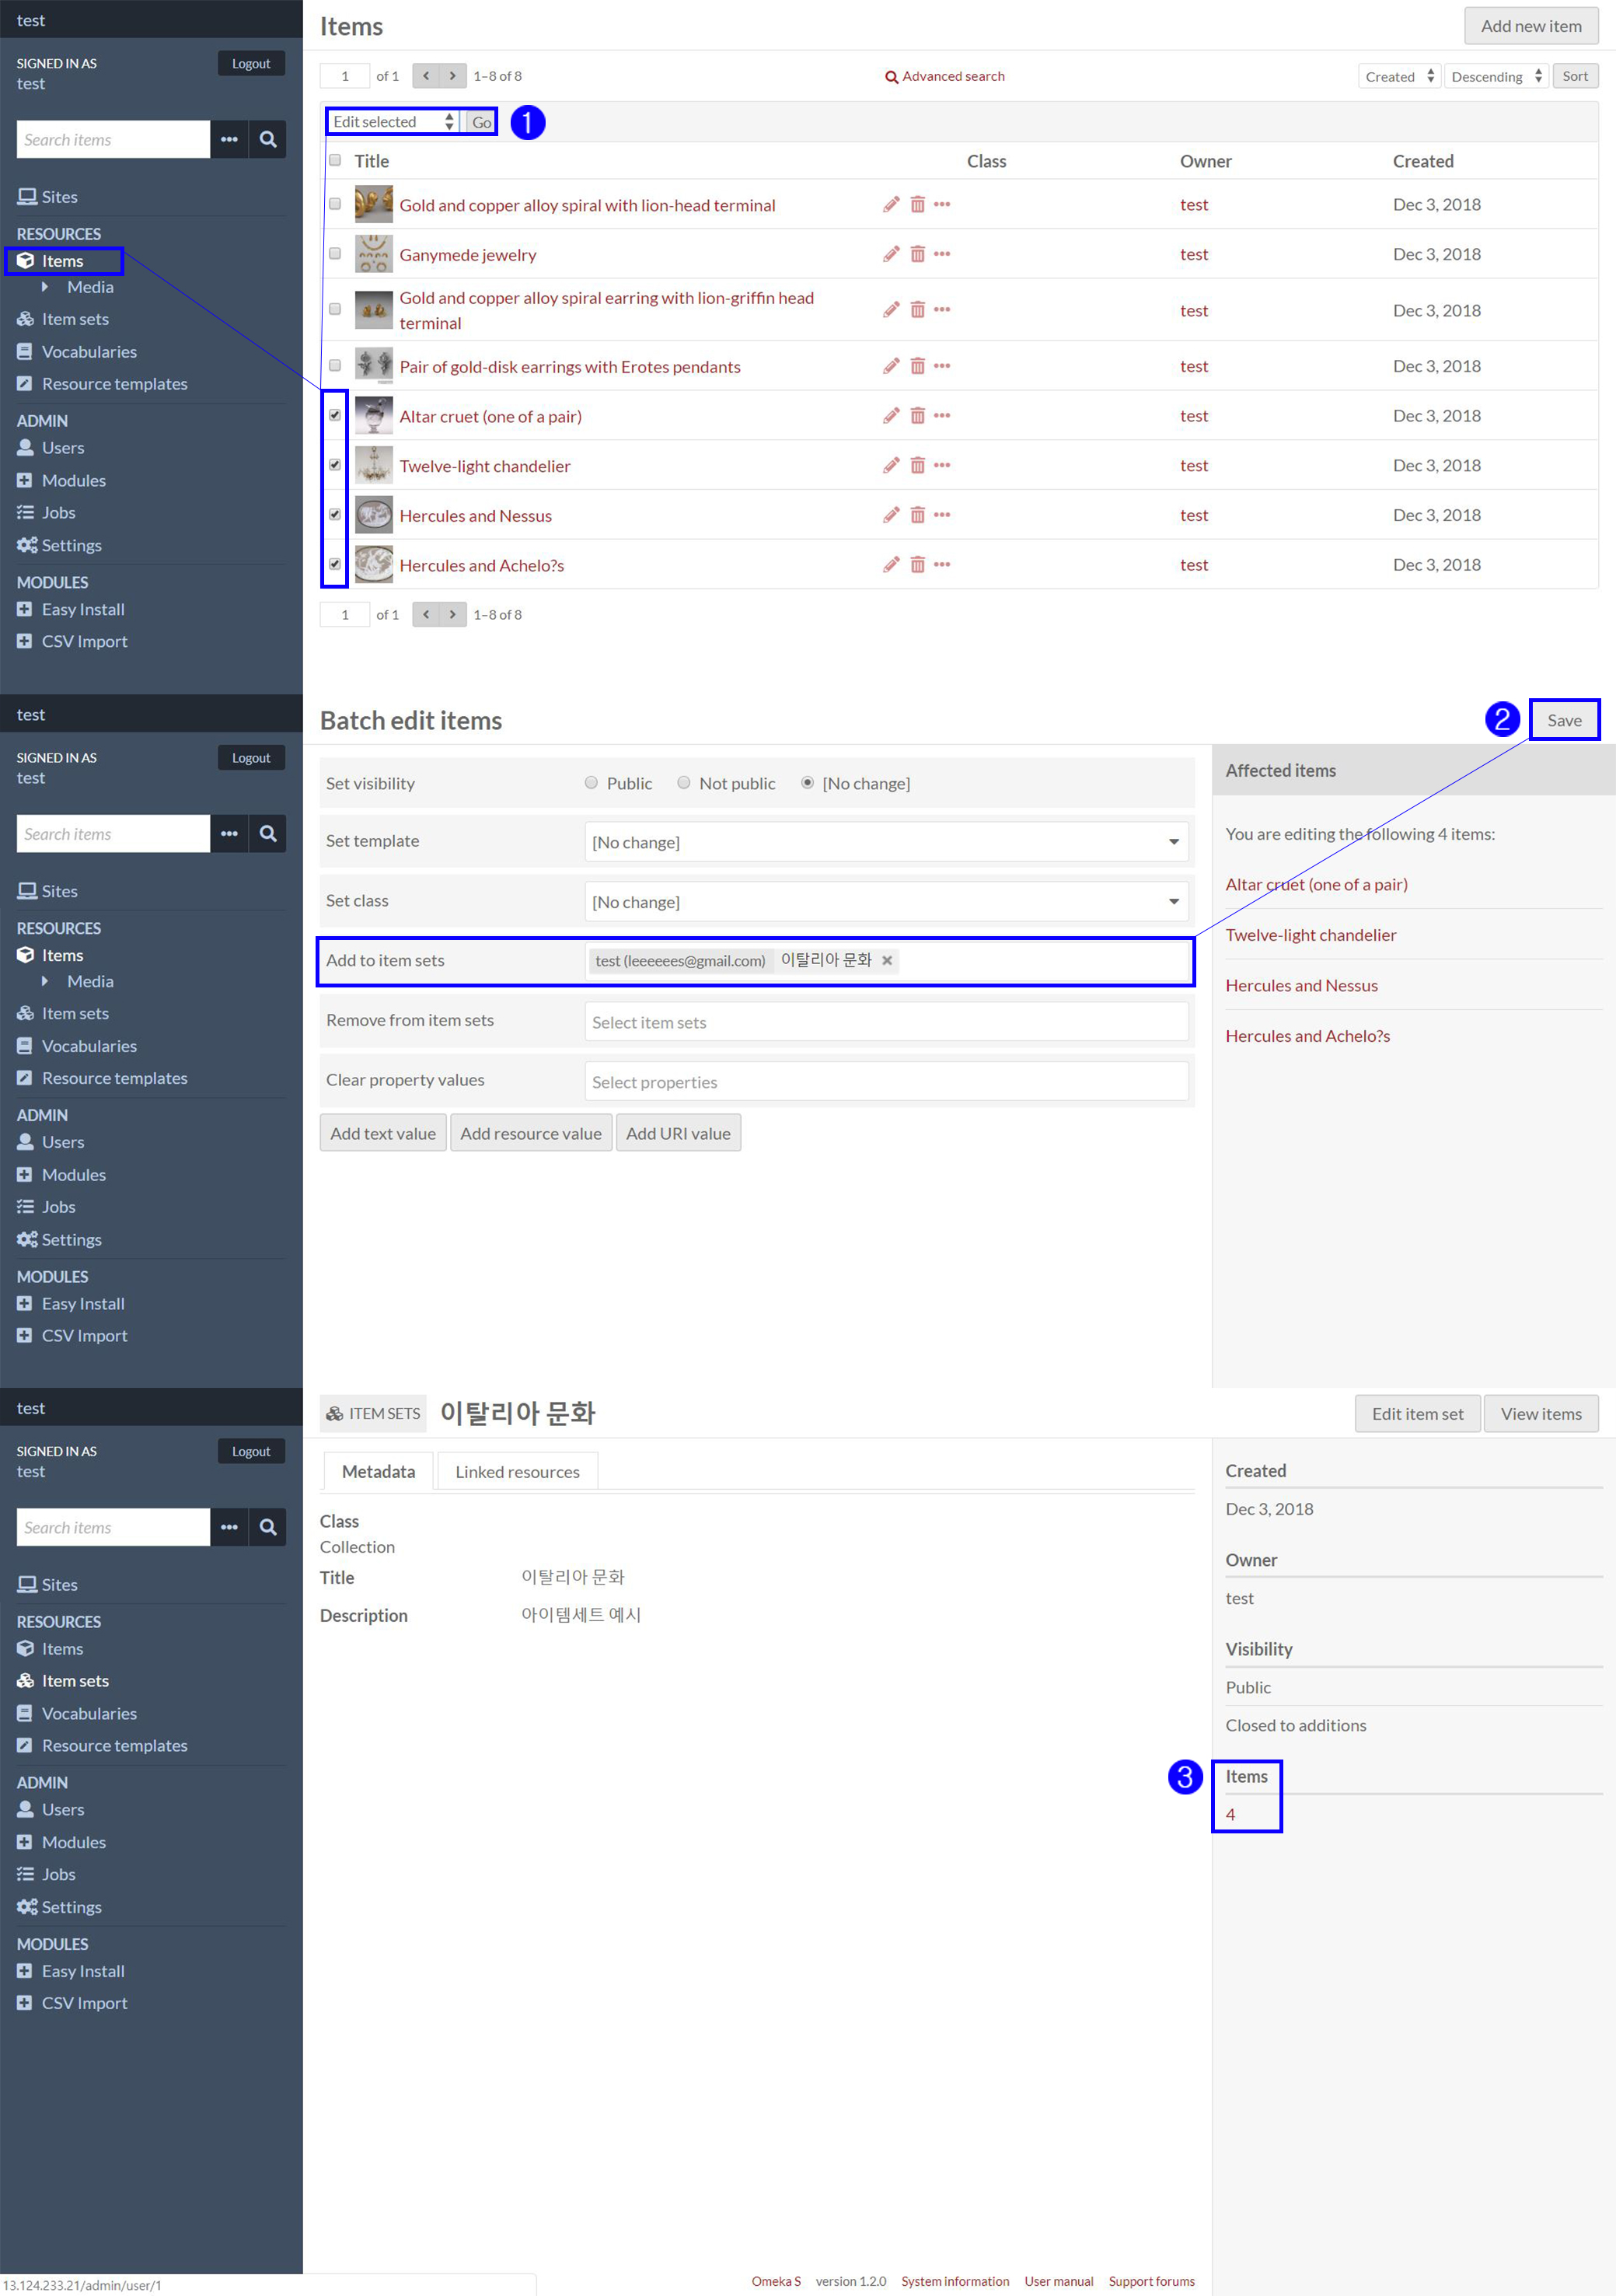 test
SIGNED IN AS
Logout
test
Search items
Sites
RESOURCES
Items
Media
Item sets
Vocabularies
Resource templates
ADMIN
Users
Modules
Jobs
Settings
MODULES
Easy Install
CSV Import
Items
Add new item
1 of 1 1–8 of 8
Advanced search
Created Descending Sort
Edit selected Go 1
Title Class Owner Created
Gold and copper alloy spiral with lion-head terminal test Dec 3, 2018
Ganymede jewelry test Dec 3, 2018
Gold and copper alloy spiral earring with lion-griffin head
terminal test Dec 3, 2018
Pair of gold-disk earrings with Erotes pendants test Dec 3, 2018
Altar cruet (one of a pair) test Dec 3, 2018
Twelve-light chandelier test Dec 3, 2018
Hercules and Nessus test Dec 3, 2018
Hercules and Achelo?s test Dec 3, 2018
1 of 1 1–8 of 8
test
SIGNED IN AS
Logout
test
Search items
Sites
RESOURCES
Items
Media
Item sets
Vocabularies
Resource templates
ADMIN
Users
Modules
Jobs
Settings
MODULES
Easy Install
CSV Import
Batch edit items
2 Save
Set visibility Public Not public [No change]
Set template [No change]
Set class [No change]
Add to item sets test (leeeeees@gmail.com) 이탈리아 문화
Remove from item sets Select item sets
Clear property values Select properties
Add text value Add resource value Add URI value
Affected items
You are editing the following 4 items:
Altar cruet (one of a pair)
Twelve-light chandelier
Hercules and Nessus
Hercules and Achelo?s
test
SIGNED IN AS
Logout
test
Search items
Sites
RESOURCES
Items
Item sets
Vocabularies
Resource templates
ADMIN
Users
Modules
Jobs
Settings
MODULES
Easy Install
CSV Import
ITEM SETS 이탈리아 문화
Edit item set View items
Metadata Linked resources
Class
Collection
Title 이탈리아 문화
Description 아이템세트 예시
Created
Dec 3, 2018
Owner
test
Visibility
Public
Closed to additions
3 Items
4
13.124.233.21/admin/user/1
Omeka S version 1.2.0 System information User manual Support forums